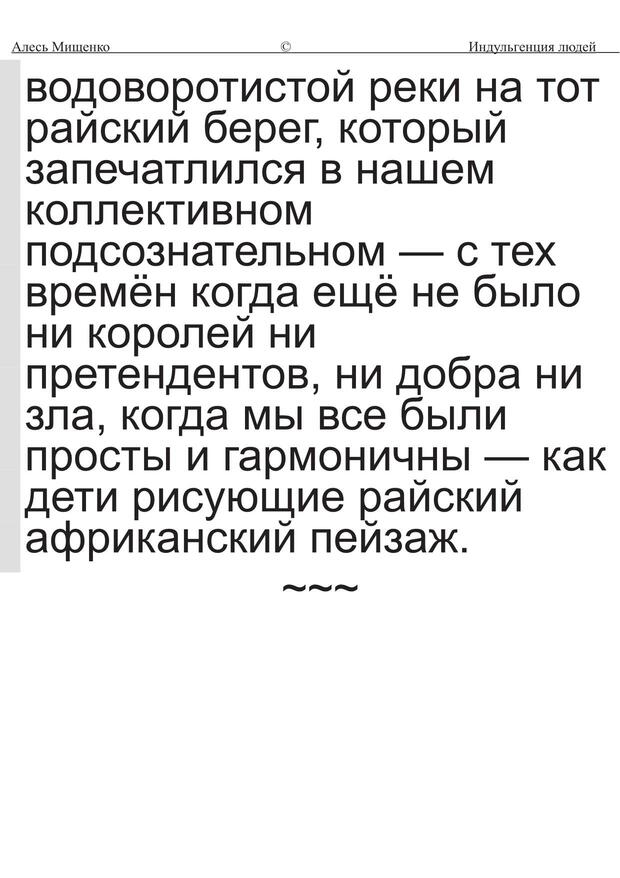 Алесь Мищенко © Индульгенция людей
водоворотистой реки на тот
райский берег, который
запечатлился в нашем
коллективном
подсознательном — с тех
времён когда ещё не было
ни королей ни
претендентов, ни добра ни
зла, когда мы все были
просты и гармоничны — как
дети рисующие райский
африканский пейзаж.
~~~